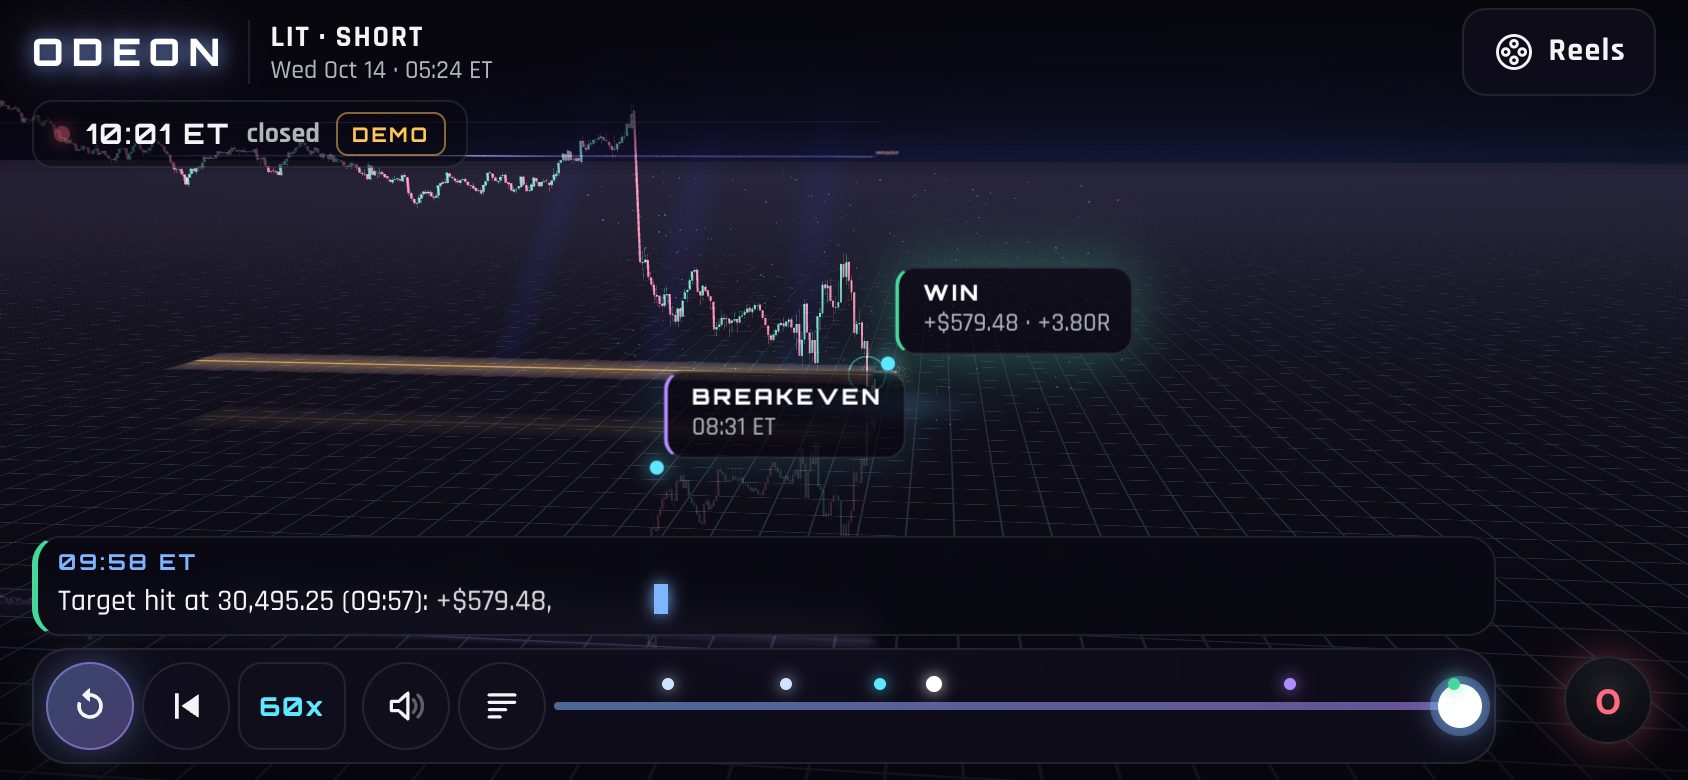 ODEON
LIT · SHORT
Wed Oct 14 · 05:24 ET
Reels
10:01 ET closed DEMO
WIN
+$579.48 · +3.80R
BREAKEVEN
08:31 ET
09:58 ET
Target hit at 30,495.25 (09:57): +$579.48,
60x
O